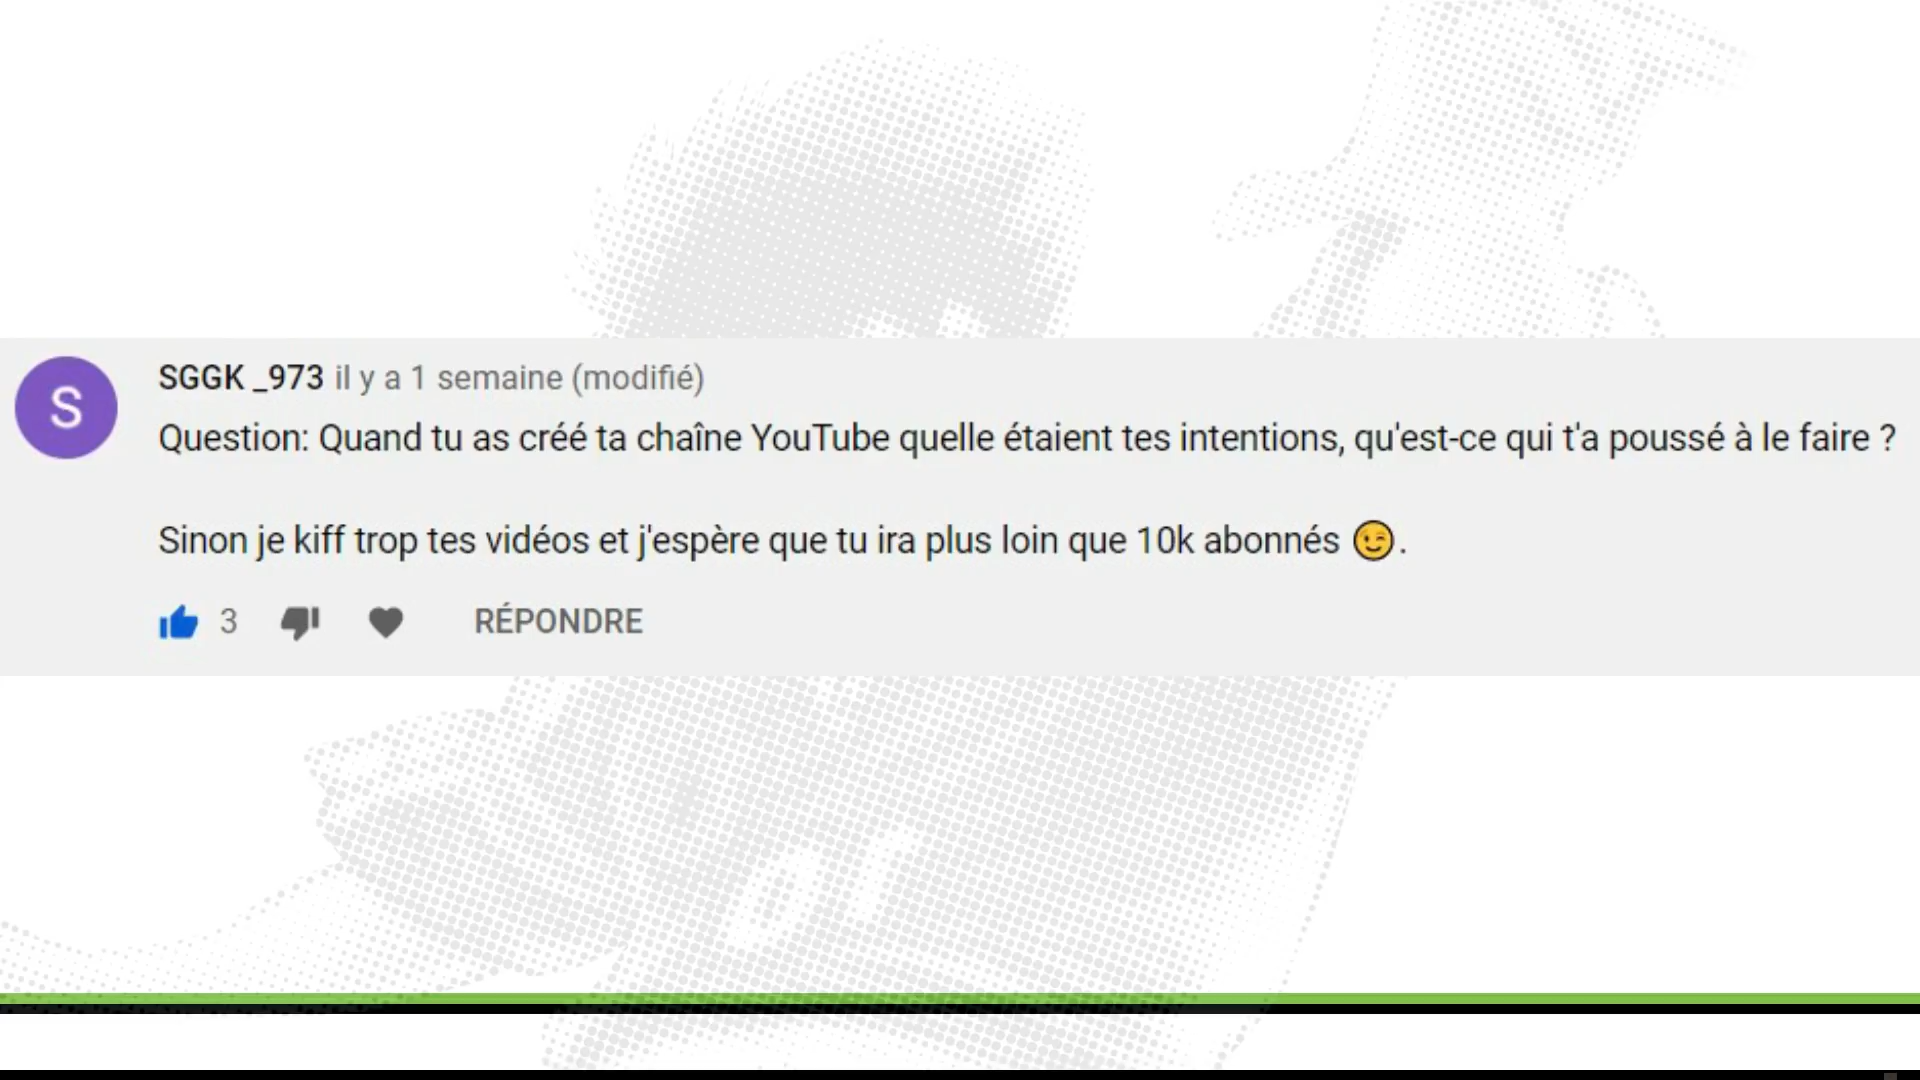 S
SGGK _973 il y a 1 semaine (modifié)
Question: Quand tu as créé ta chaîne YouTube quelle étaient tes intentions, qu'est-ce qui t'a poussé à le faire ?
Sinon je kiff trop tes vidéos et j'espère que tu ira plus loin que 10k abonnés 😉.
3 RÉPONDRE